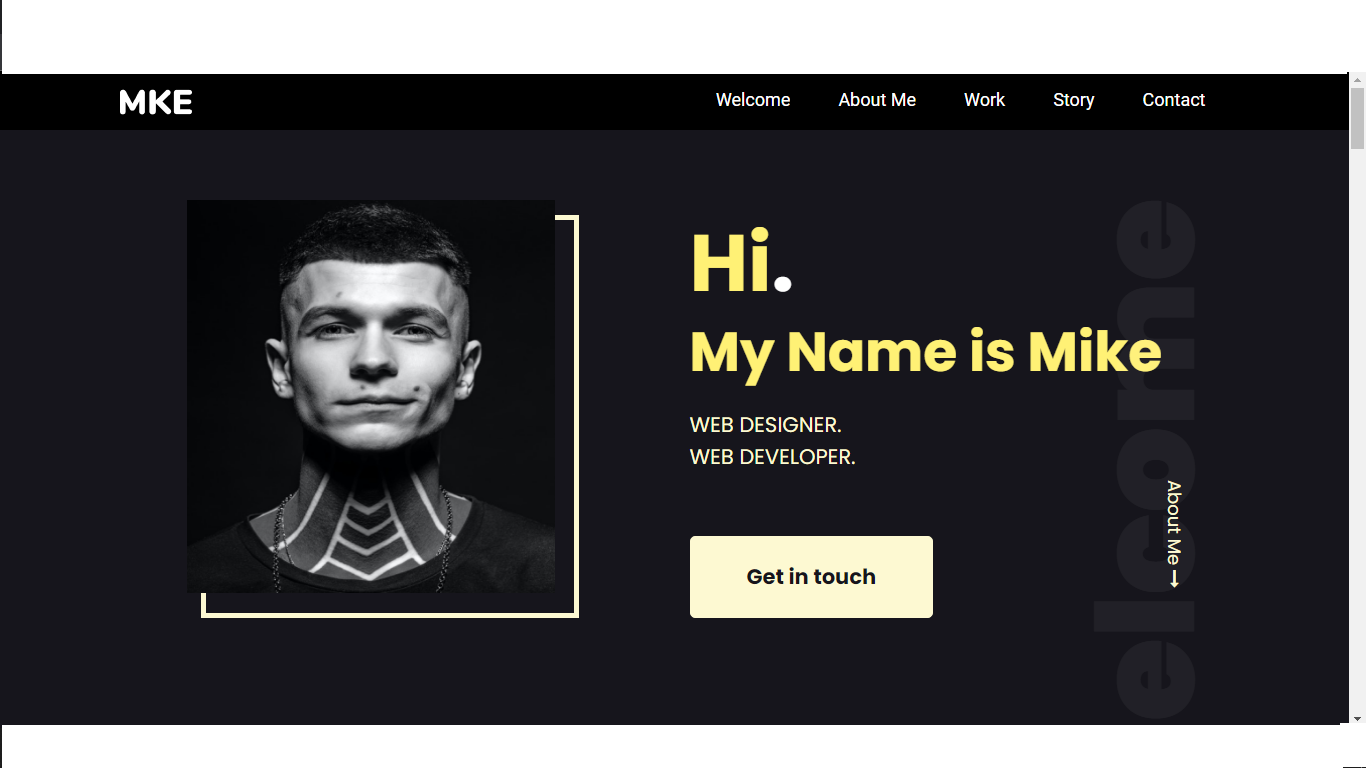 MKE
Welcome About Me Work Story Contact
Hi.
My Name is Mike
WEB DESIGNER.
WEB DEVELOPER.
Get in touch
About Me →
elcome